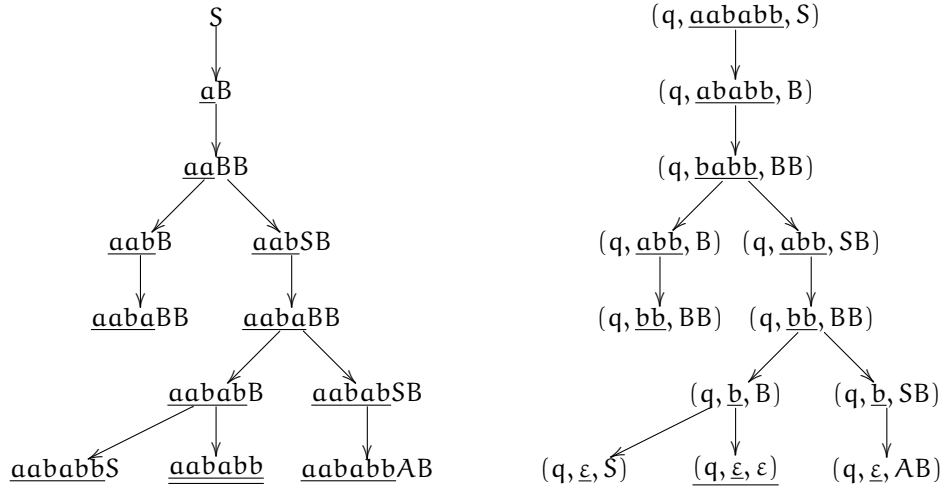 S (q, aababb, S)
aB (q, ababb, B)
aaBB (q, babb, BB)
aabB aabSB (q, abb, B) (q, abb, SB)
aabaBB aabaBB (q, bb, BB) (q, bb, BB)
aababB aababSB (q, b, B) (q, b, SB)
aababbS aababb aababbAB (q, ε, S) (q, ε, ε) (q, ε, AB)